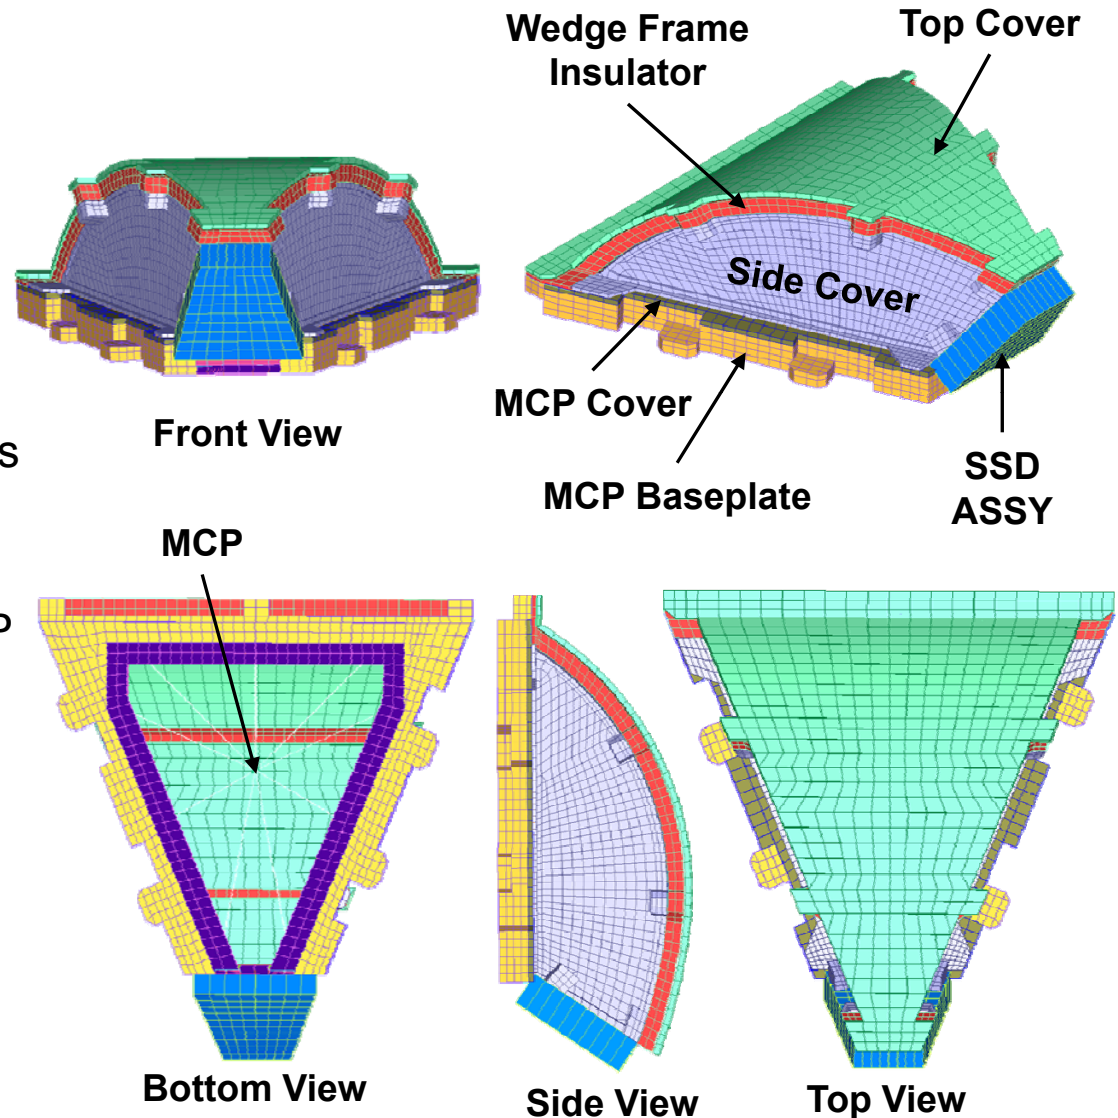 Wedge Frame
Insulator
Top Cover
Side Cover
MCP Cover
Front View
S
MCP Baseplate
SSD
ASSY
MCP
P
Bottom View
Side View
Top View